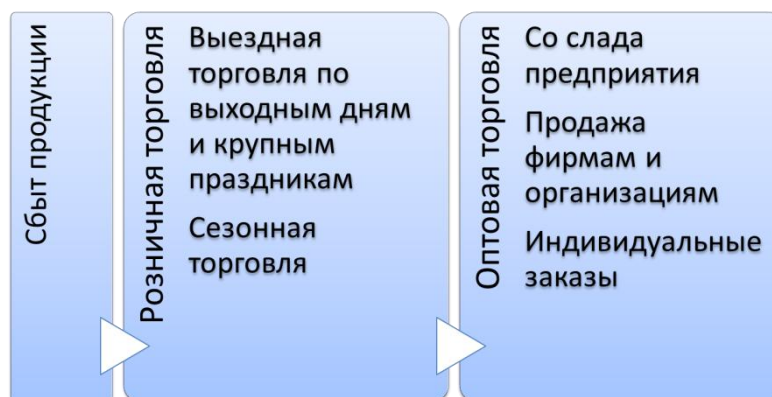 Сбыт продукции
Розничная торговля
Выездная
торговля по
выходным дням
и крупным
праздникам
Сезонная
торговля
Оптовая торговля
Со слада
предприятия
Продажа
фирмам и
организациям
Индивидуальные
заказы